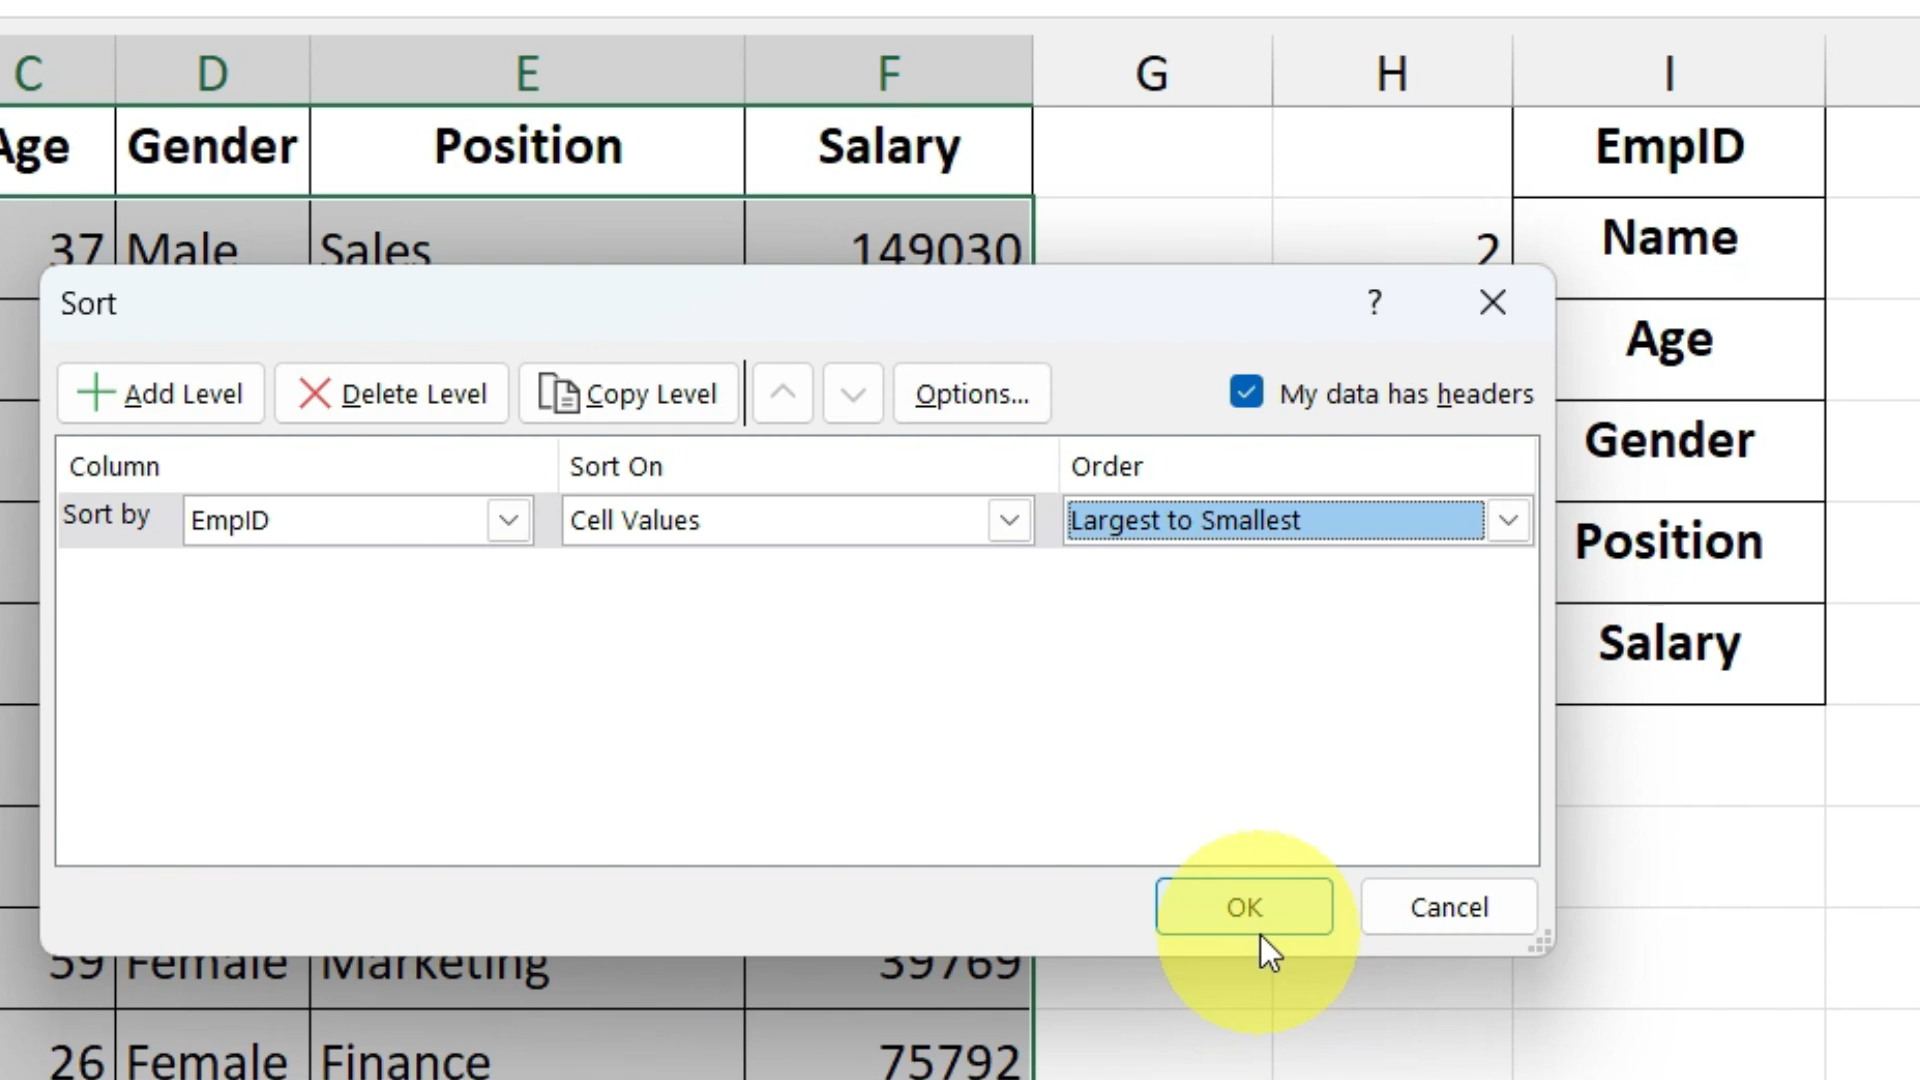 C D E F G H I
Age Gender Position Salary EmpID
37 Male Sales 149030 2 Name
Sort ?
Age
Add Level Delete Level Copy Level Options... My data has headers
Gender
Column Sort On Order
Sort by EmpID Cell Values Largest to Smallest
Position
Salary
OK Cancel
59 Female Marketing 39769
26 Female Finance 75792